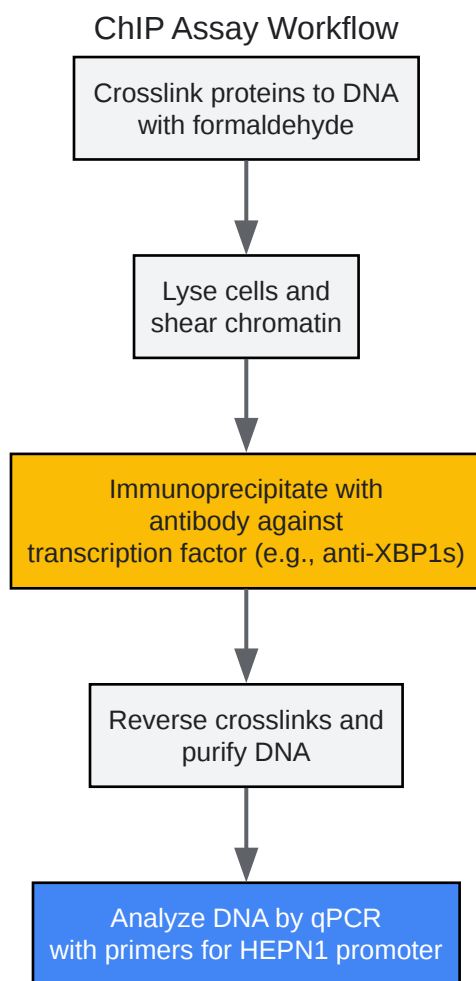 ChIP Assay Workflow
Crosslink proteins to DNA
with formaldehyde
Lyse cells and
shear chromatin
Immunoprecipitate with
antibody against
transcription factor (e.g., anti-XBP1s)
Reverse crosslinks and
purify DNA
Analyze DNA by qPCR
with primers for HEPN1 promoter